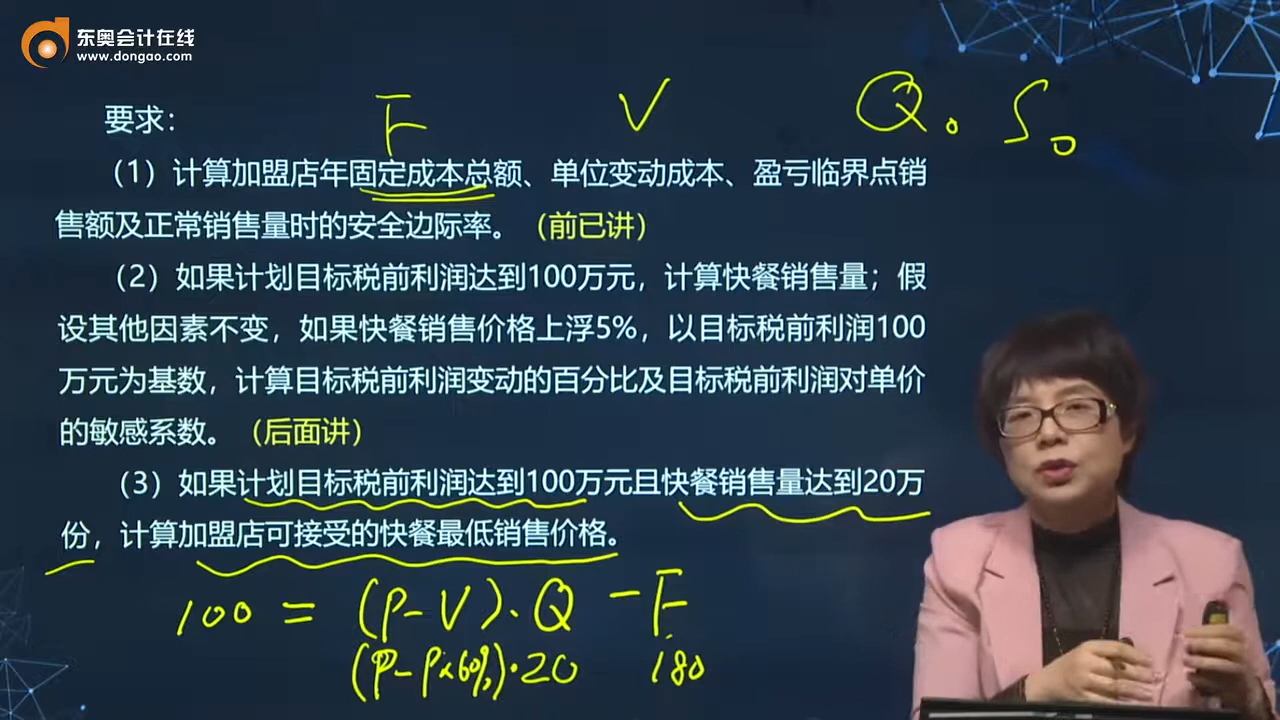 东奥会计在线
www.dongao.com
F V Q。S0
要求：
（1）计算加盟店年固定成本总额、单位变动成本、盈亏临界点销
售额及正常销售量时的安全边际率。（前已讲）
（2）如果计划目标税前利润达到100万元，计算快餐销售量；假
设其他因素不变，如果快餐销售价格上浮5%，以目标税前利润100
万元为基数，计算目标税前利润变动的百分比及目标税前利润对单价
的敏感系数。（后面讲）
（3）如果计划目标税前利润达到100万元且快餐销售量达到20万
份，计算加盟店可接受的快餐最低销售价格。
100 = (P-V)·Q - F
(P-P×60%)·20 180